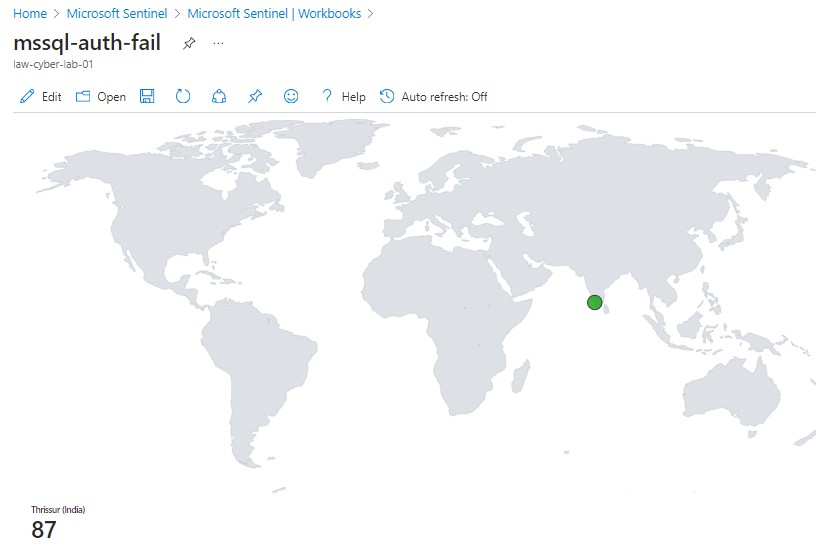 Home > Microsoft Sentinel > Microsoft Sentinel | Workbooks >
mssql-auth-fail ...
law-cyber-lab-01
Edit Open ? Help Auto refresh: Off
Thrissur (India)
87